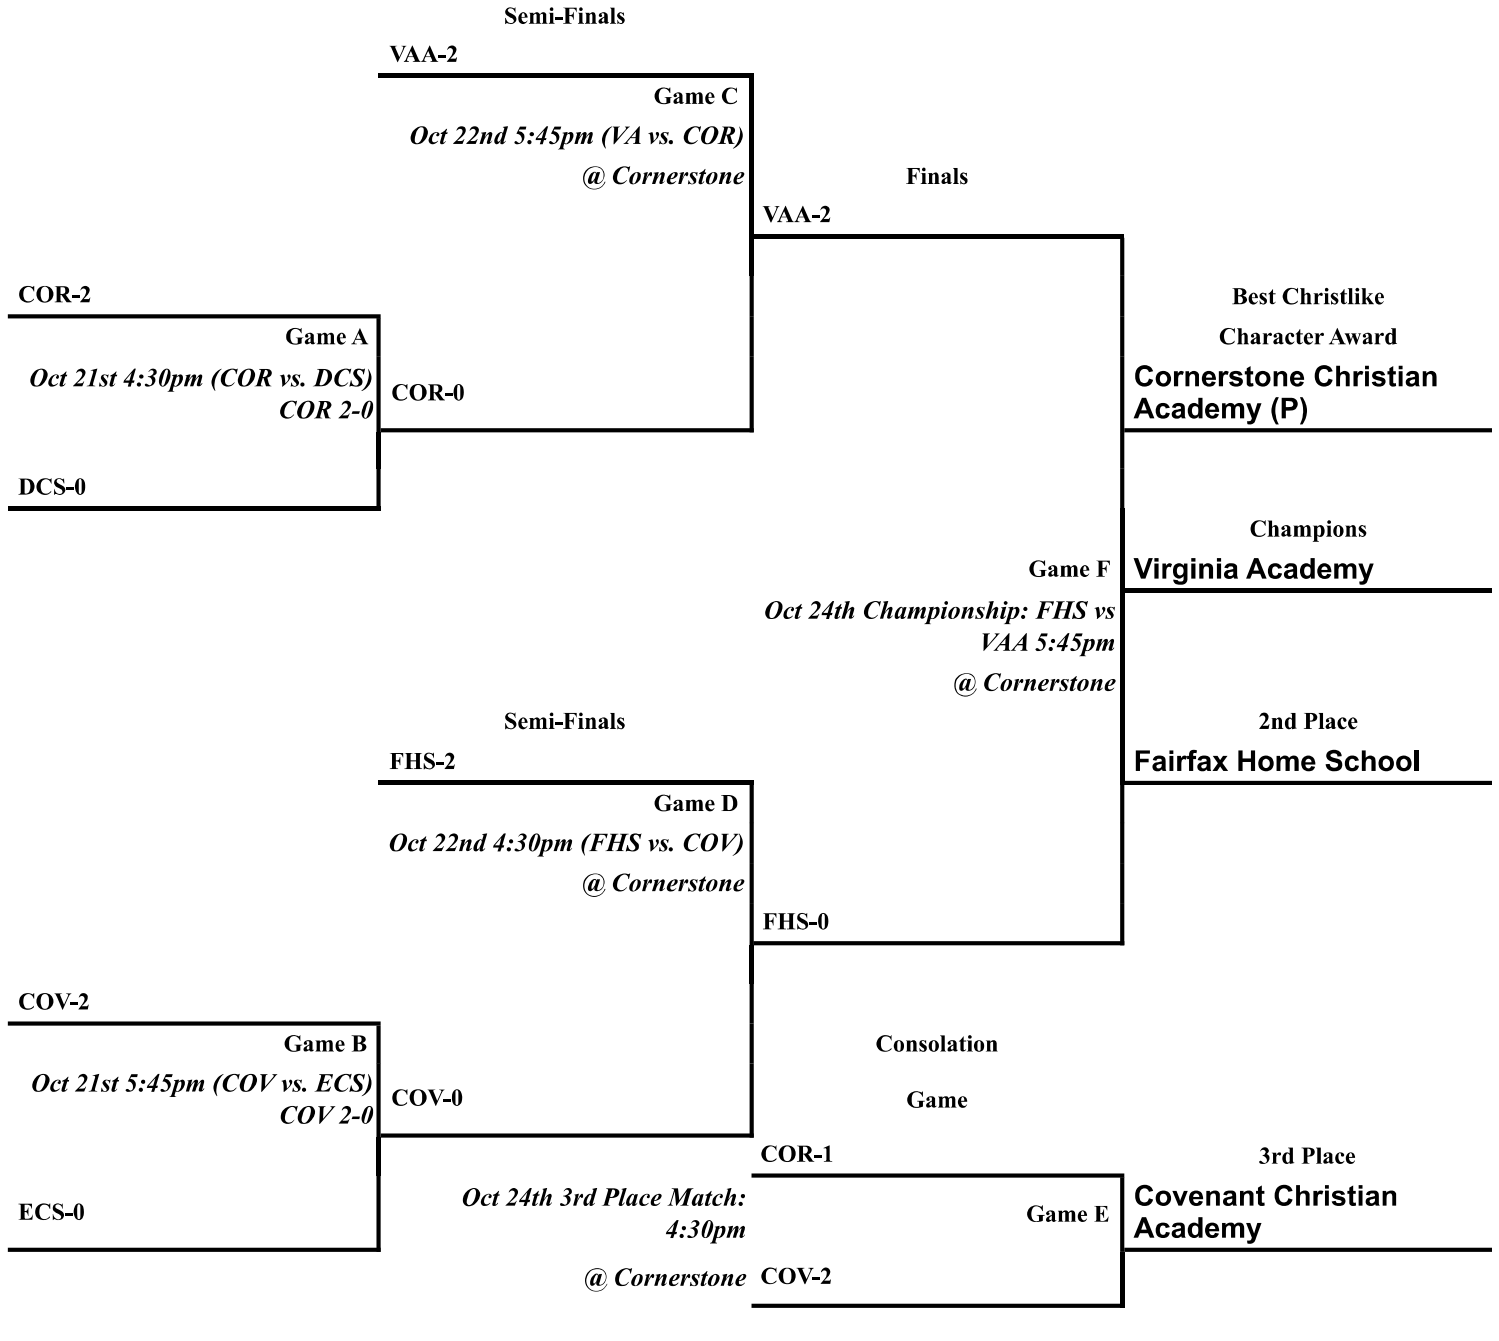 Semi-Finals
VAA-2
Game C
Oct 22nd 5:45pm (VA vs. COR)
@ Cornerstone
Finals
VAA-2
COR-2
Game A
Oct 21st 4:30pm (COR vs. DCS)
COR 2-0
COR-0
DCS-0
Best Christlike
Character Award
Cornerstone Christian
Academy (P)
Champions
Virginia Academy
Game F
Oct 24th Championship: FHS vs
VAA 5:45pm
@ Cornerstone
2nd Place
Fairfax Home School
Semi-Finals
FHS-2
Game D
Oct 22nd 4:30pm (FHS vs. COV)
@ Cornerstone
FHS-0
COV-2
Game B
Oct 21st 5:45pm (COV vs. ECS)
COV 2-0
COV-0
ECS-0
Consolation
Game
COR-1
Oct 24th 3rd Place Match:
4:30pm
@ Cornerstone
Game E
COV-2
3rd Place
Covenant Christian
Academy